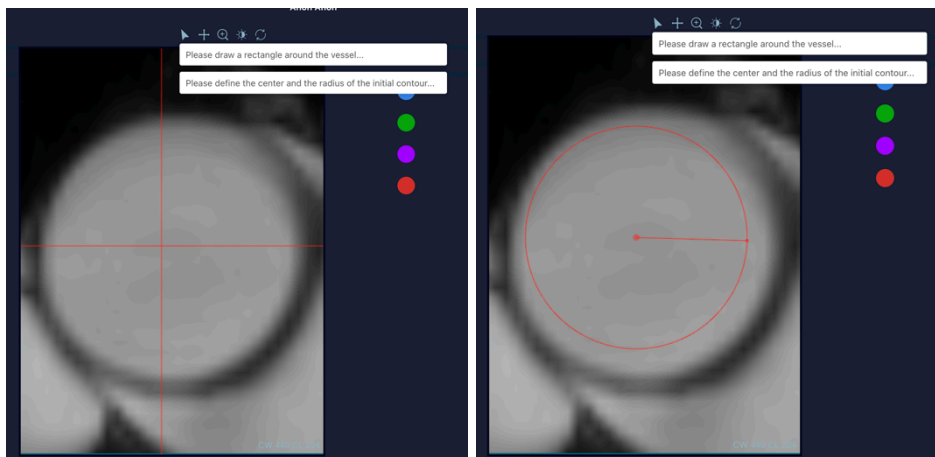 Please draw a rectangle around the vessel...
Please define the center and the radius of the initial contour...
Please draw a rectangle around the vessel...
Please define the center and the radius of the initial contour...